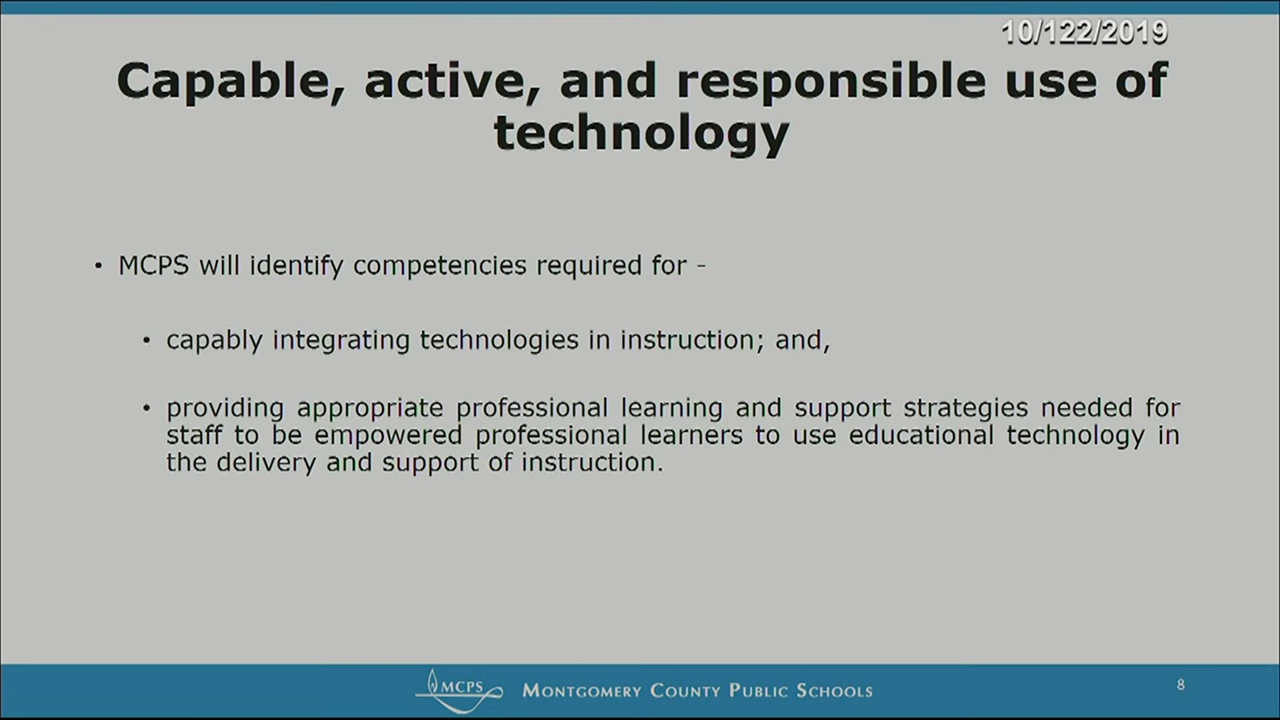 10/122/2019
Capable, active, and responsible use of
technology
• MCPS will identify competencies required for -
• capably integrating technologies in instruction; and,
• providing appropriate professional learning and support strategies needed for
staff to be empowered professional learners to use educational technology in
the delivery and support of instruction.
MCPS MONTGOMERY COUNTY PUBLIC SCHOOLS
8